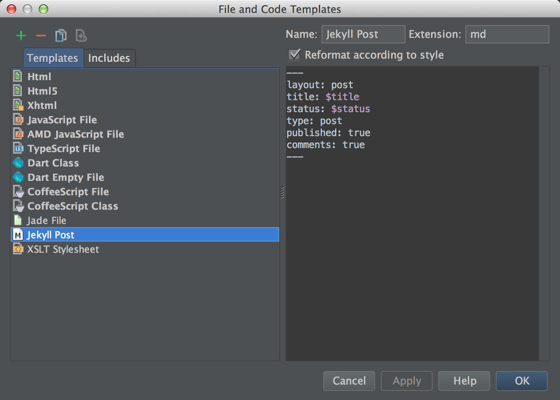 File and Code Templates
Name: Jekyll Post Extension: md
Reformat according to style
Templates Includes
Html
Html5
Xhtml
JavaScript File
AMD JavaScript File
TypeScript File
Dart Class
Dart Empty File
CoffeeScript File
CoffeeScript Class
Jade File
Jekyll Post
XSLT Stylesheet
---
layout: post
title: $title
status: $status
type: post
published: true
comments: true
---
Cancel Apply Help OK